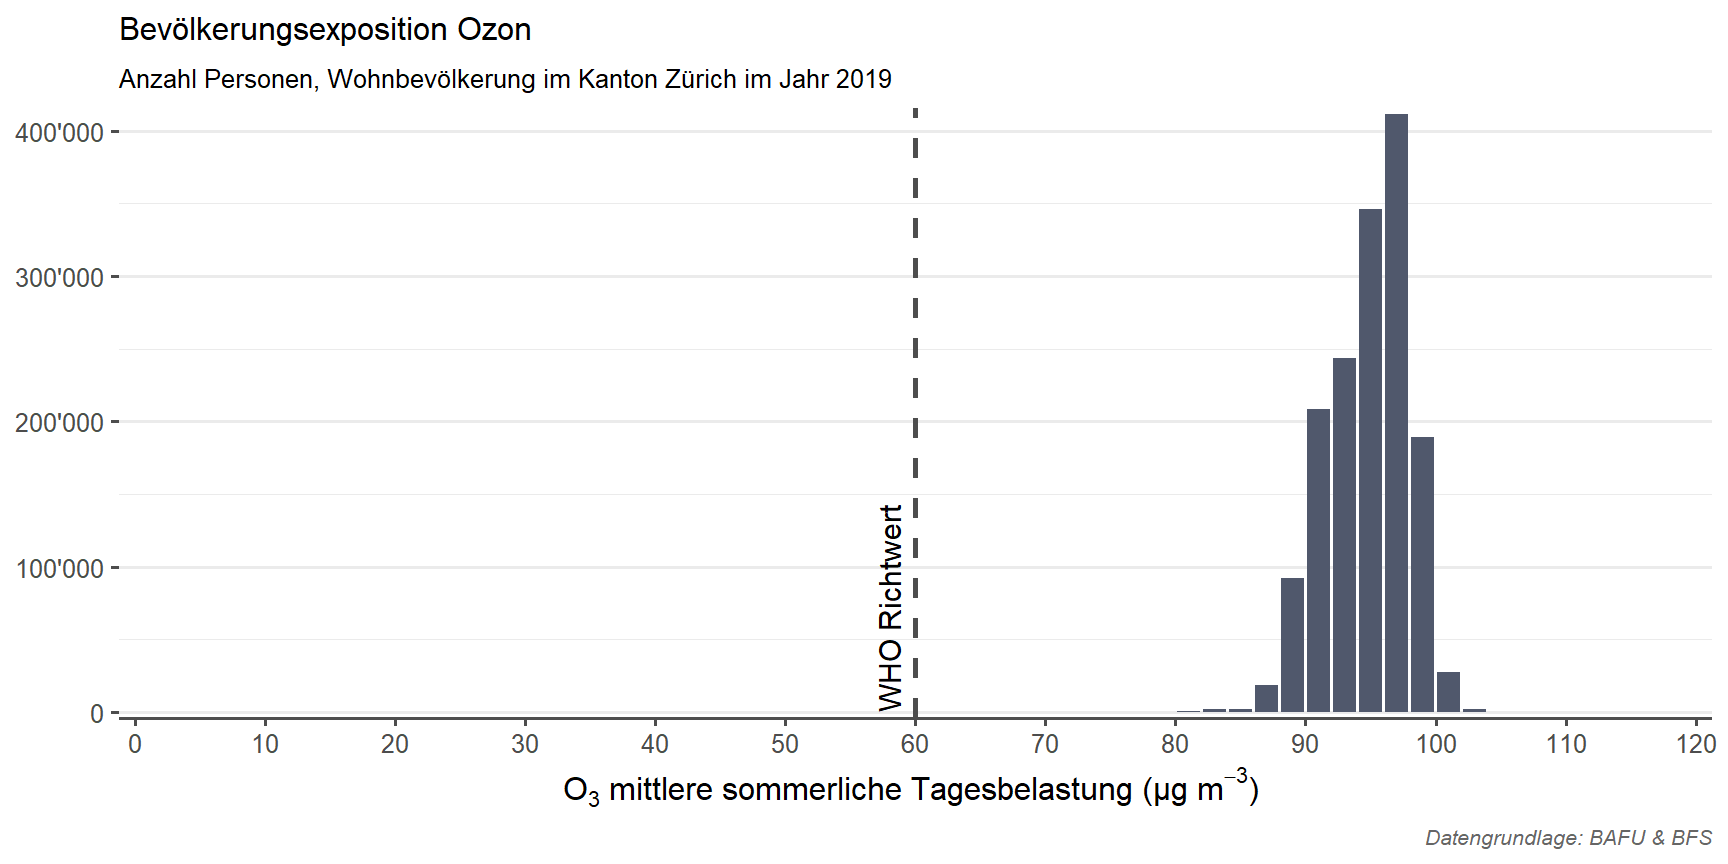 Bevölkerungsexposition Ozon
Anzahl Personen, Wohnbevölkerung im Kanton Zürich im Jahr 2019
400'000
300'000
200'000
100'000
0
WHO Richtwert
0 10 20 30 40 50 60 70 80 90 100 110 120
O₃ mittlere sommerliche Tagesbelastung (µg m⁻³)
Datengrundlage: BAFU & BFS